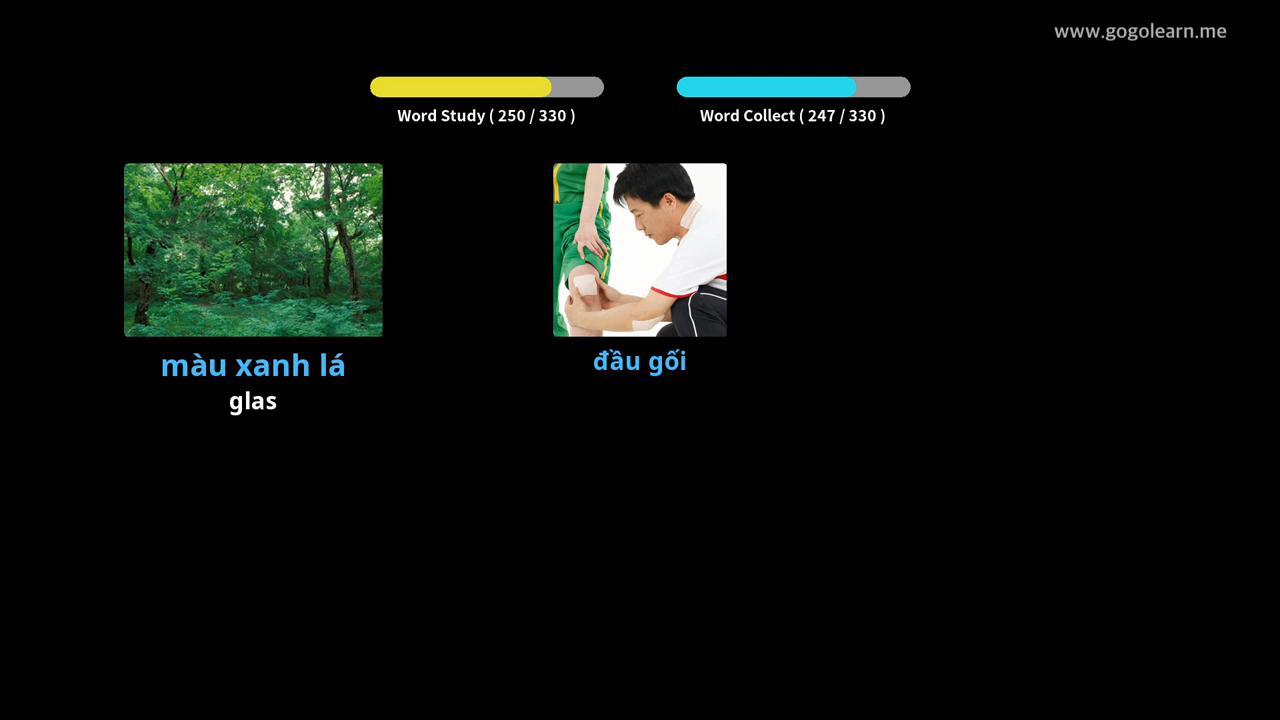 www.gogolearn.me
Word Study ( 250 / 330 )
Word Collect ( 247 / 330 )
màu xanh lá
glas
đầu gối